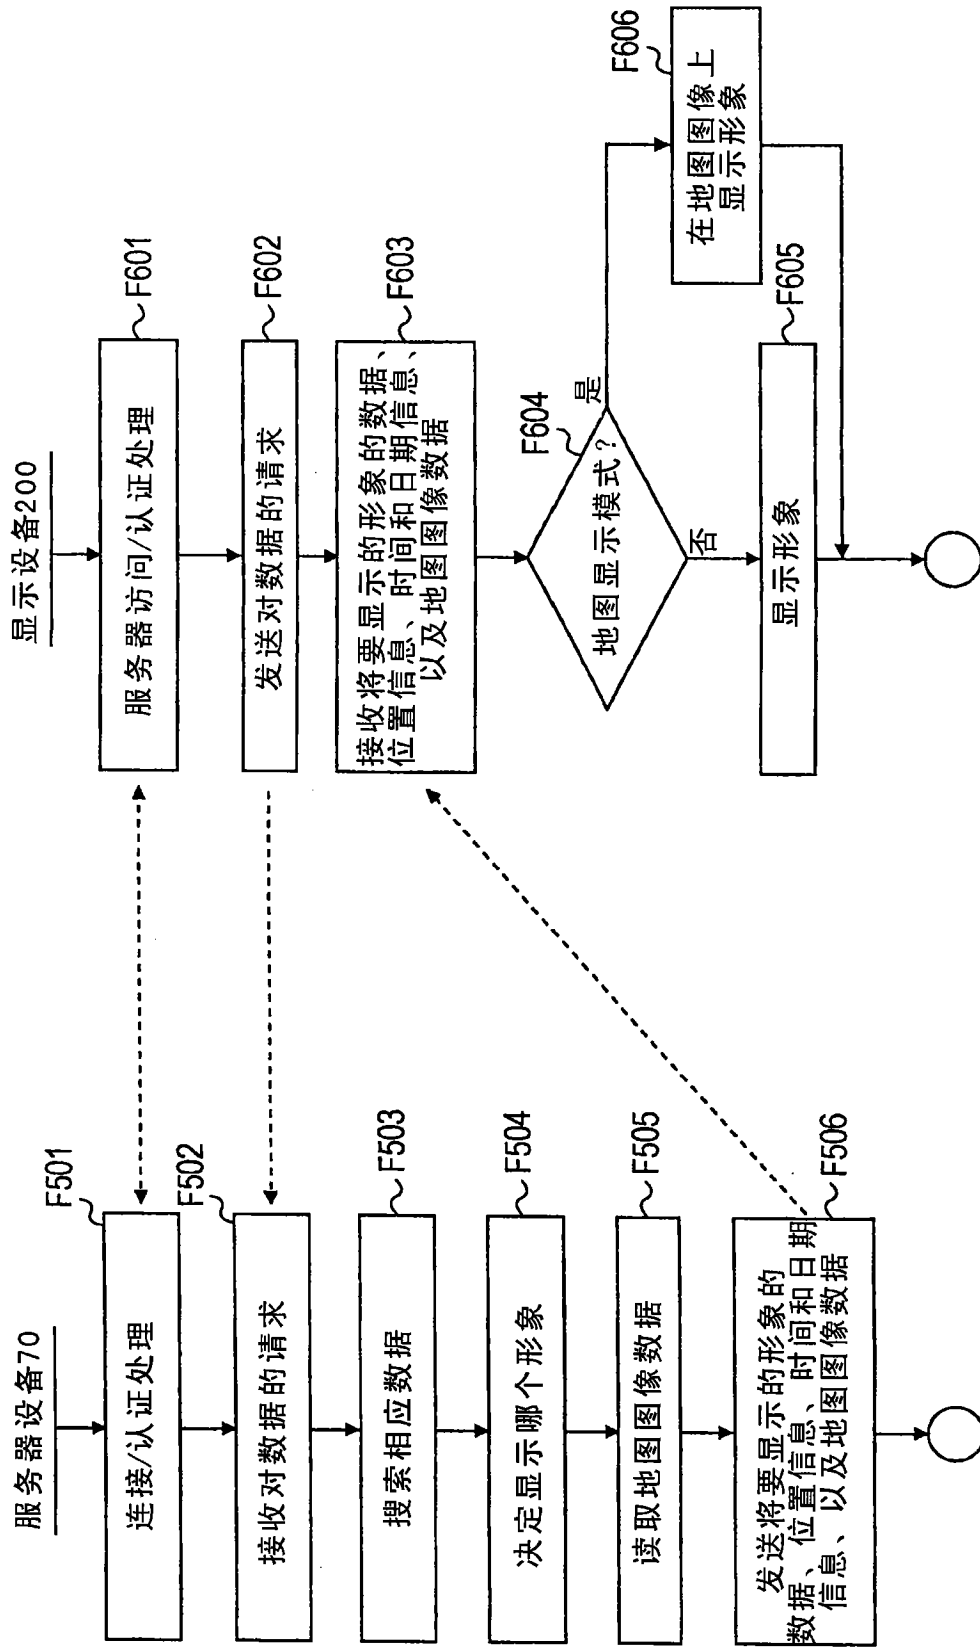 服务器设备70
F501
连接/认证处理
F502
接收对数据的请求
F503
搜索相应数据
F504
决定显示哪个形象
F505
读取地图图像数据
F506
发送将要显示的形象的
数据、位置信息、时间和日期
信息、以及地图图像数据
显示设备200
F601
服务器访问/认证处理
F602
发送对数据的请求
F603
接收将要显示的形象的数据、
位置信息、时间和日期信息、
以及地图图像数据
F604
地图显示模式?
是
否
F605
显示形象
F606
在地图图像上
显示形象